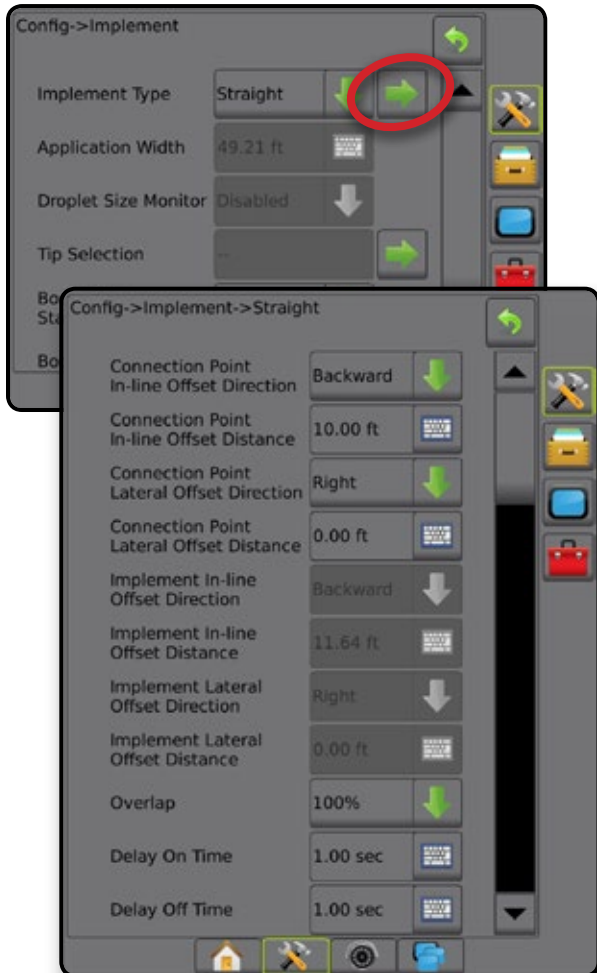 Config->Implement
Implement Type Straight
Application Width 49.21 ft
Droplet Size Monitor Disabled
Tip Selection --
Config->Implement->Straight
Connection Point
In-line Offset Direction Backward
Connection Point
In-line Offset Distance 10.00 ft
Connection Point
Lateral Offset Direction Right
Connection Point
Lateral Offset Distance 0.00 ft
Implement In-line
Offset Direction Backward
Implement In-line
Offset Distance 11.64 ft
Implement Lateral
Offset Direction Right
Implement Lateral
Offset Distance 0.00 ft
Overlap 100%
Delay On Time 1.00 sec
Delay Off Time 1.00 sec